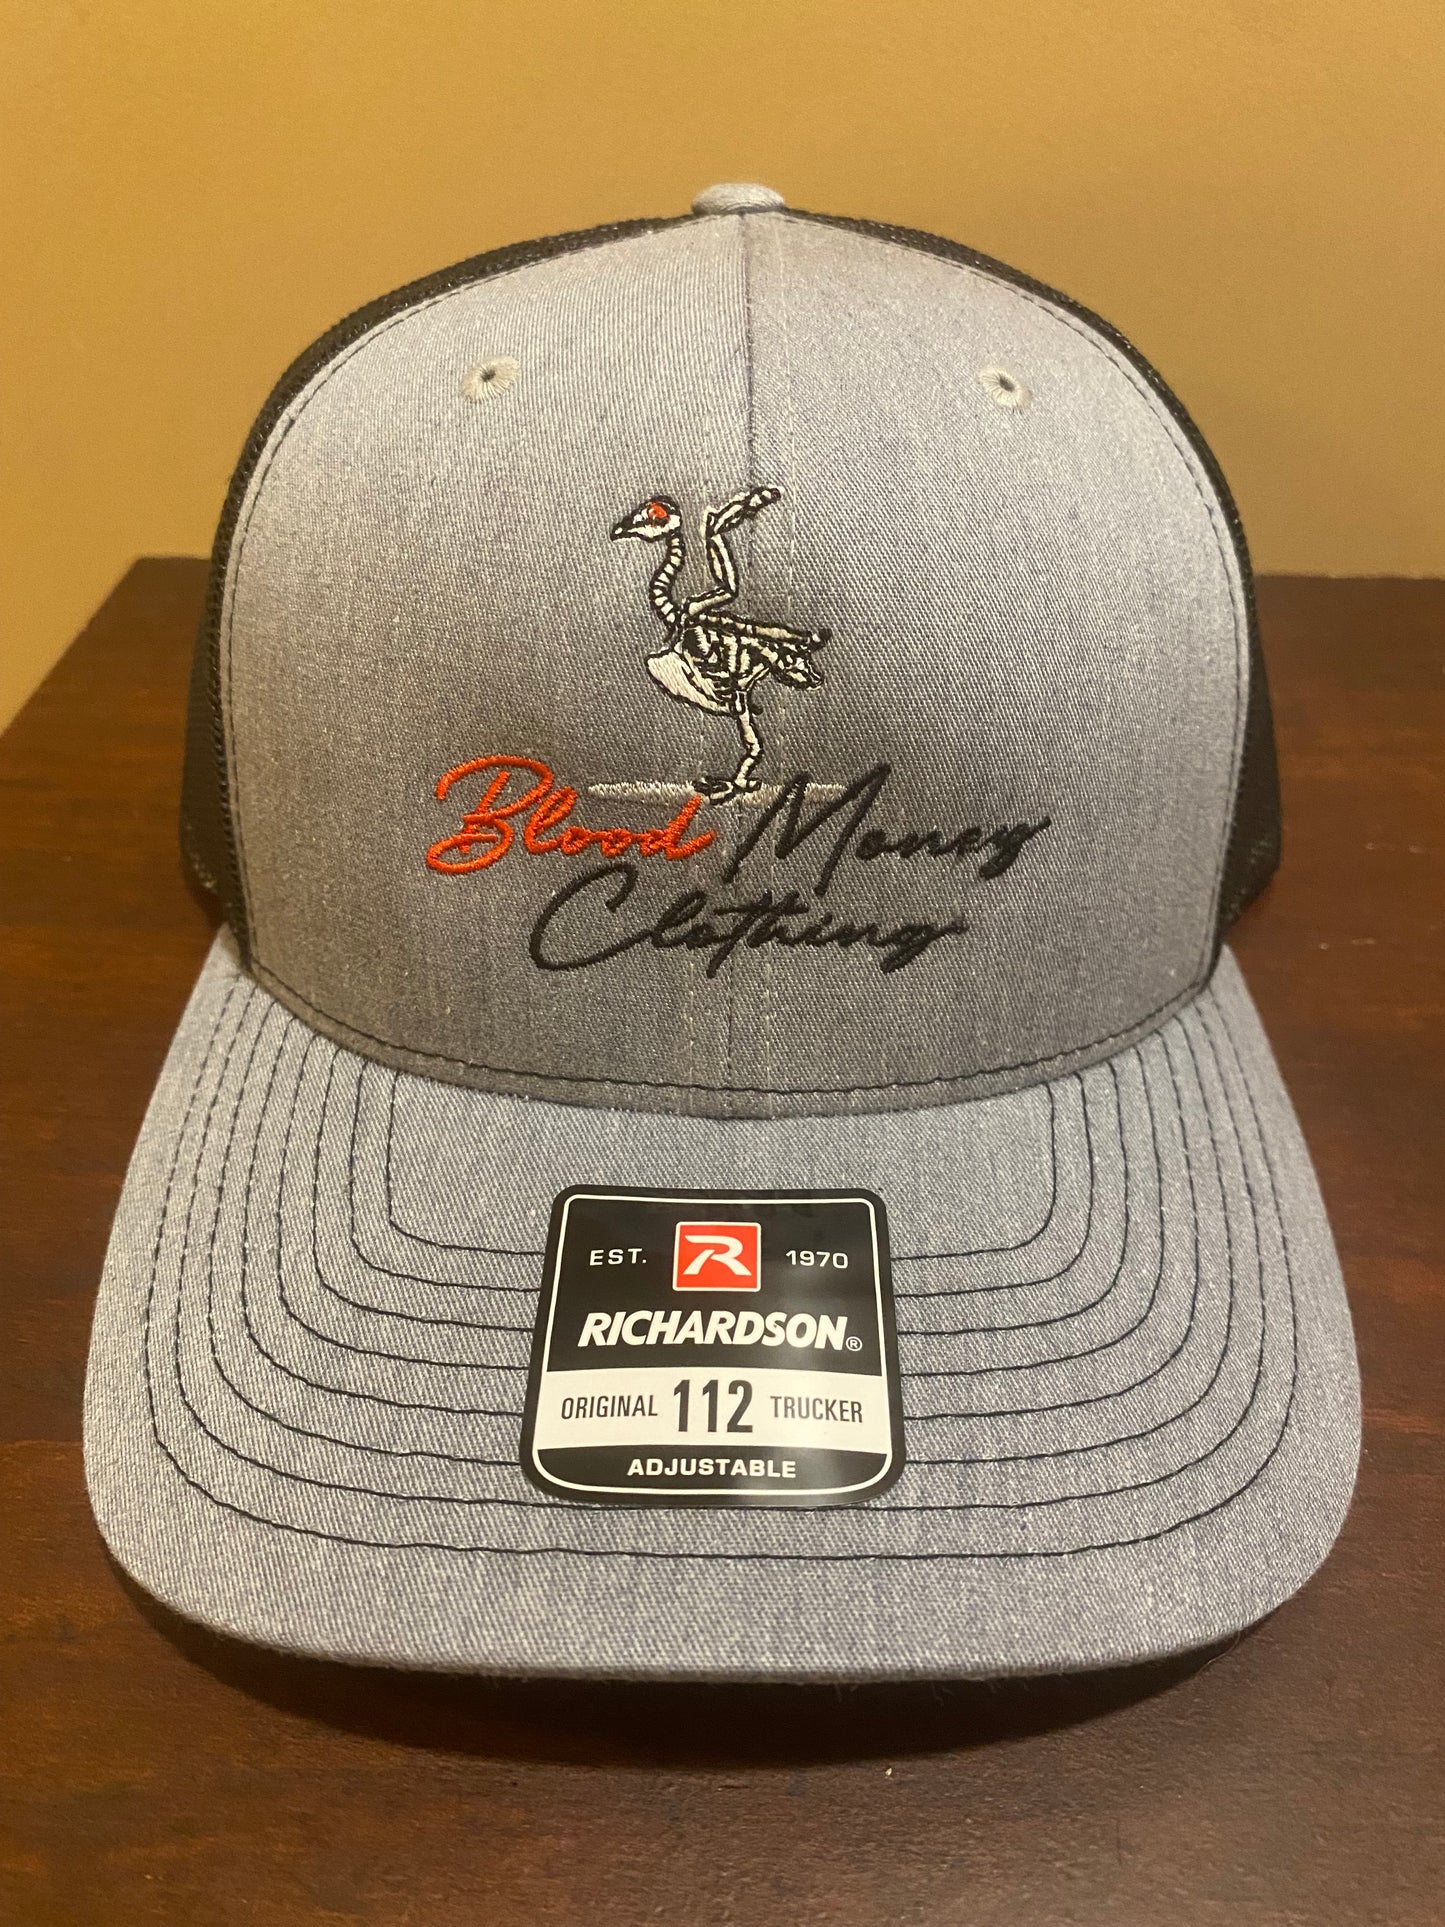 Blood Money
Clothing
EST. R 1970
RICHARDSON®
ORIGINAL 112 TRUCKER
ADJUSTABLE